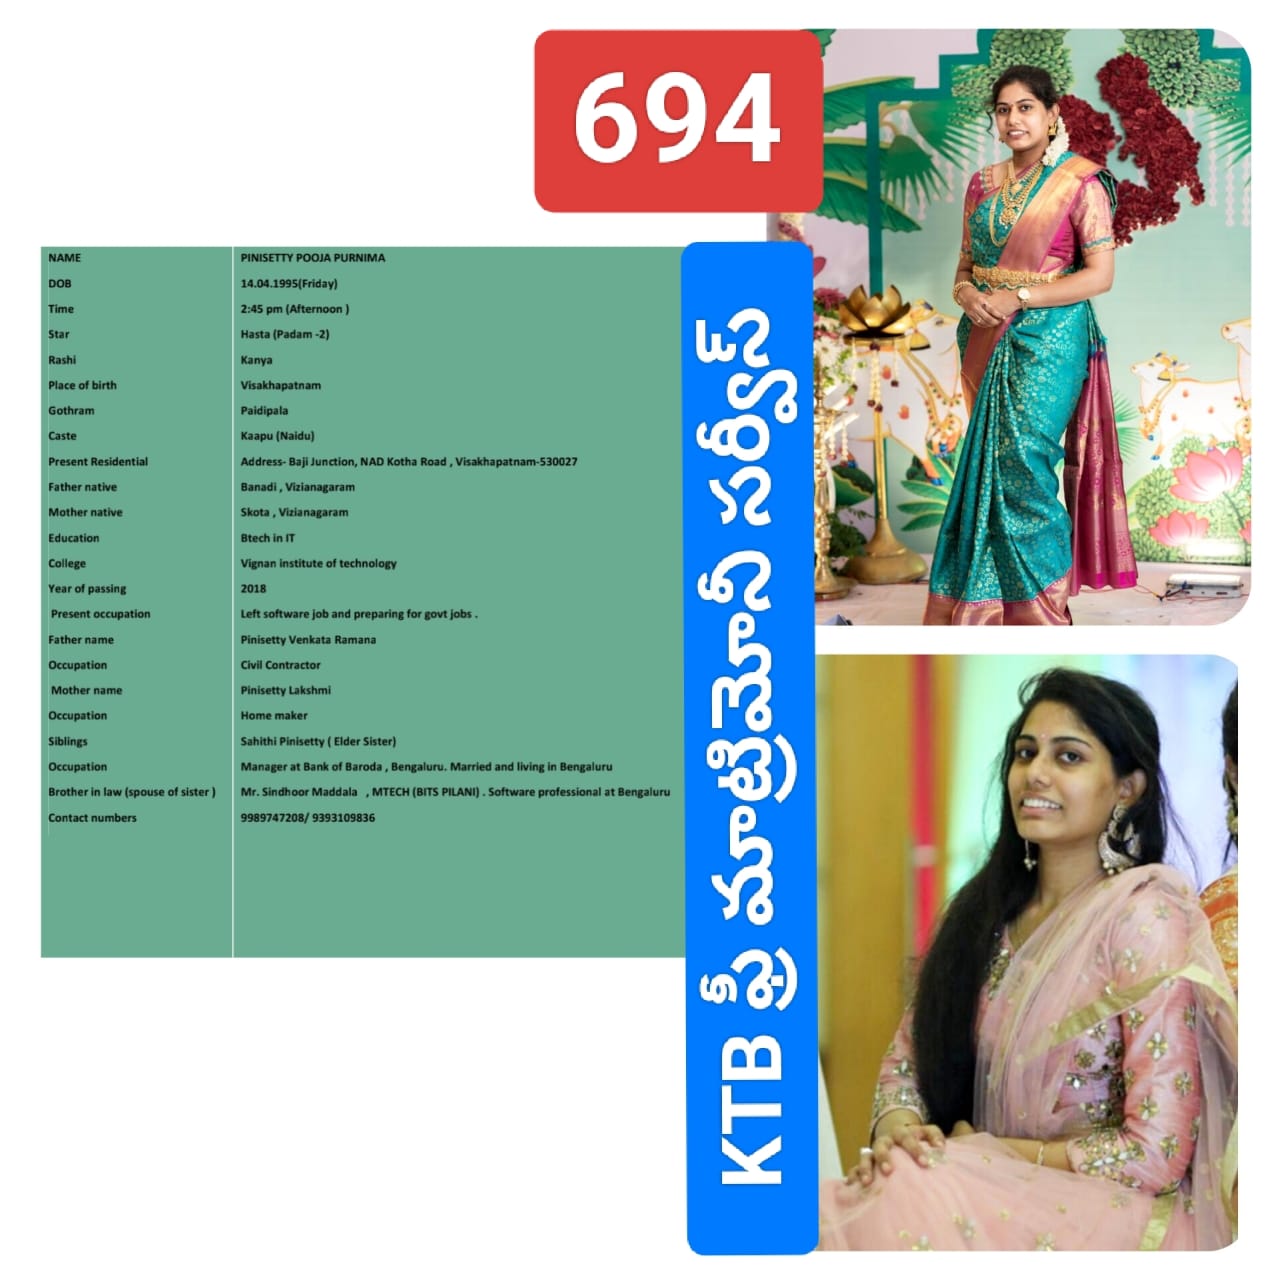 694
NAME PINISETTY POOJA PURNIMA
DOB 14.04.1995(Friday)
Time 2:45 pm (Afternoon )
Star Hasta (Padam -2)
Rashi Kanya
Place of birth Visakhapatnam
Gothram Paidipala
Caste Kaapu (Naidu)
Present Residential Address- Baji Junction, NAD Kotha Road , Visakhapatnam-530027
Father native Banadi , Vizianagaram
Mother native Skota , Vizianagaram
Education Btech in IT
College Vignan institute of technology
Year of passing 2018
Present occupation Left software job and preparing for govt jobs .
Father name Pinisetty Venkata Ramana
Occupation Civil Contractor
Mother name Pinisetty Lakshmi
Occupation Home maker
Siblings Sahithi Pinisetty ( Elder Sister)
Occupation Manager at Bank of Baroda , Bengaluru. Married and living in Bengaluru
Brother in law (spouse of sister ) Mr. Sindhoor Maddala , MTECH (BITS PILANI) . Software professional at Bengaluru
Contact numbers 9989747208/ 9393109836
KTB ఫ్రీ మాట్రిమోనీ సర్వీస్